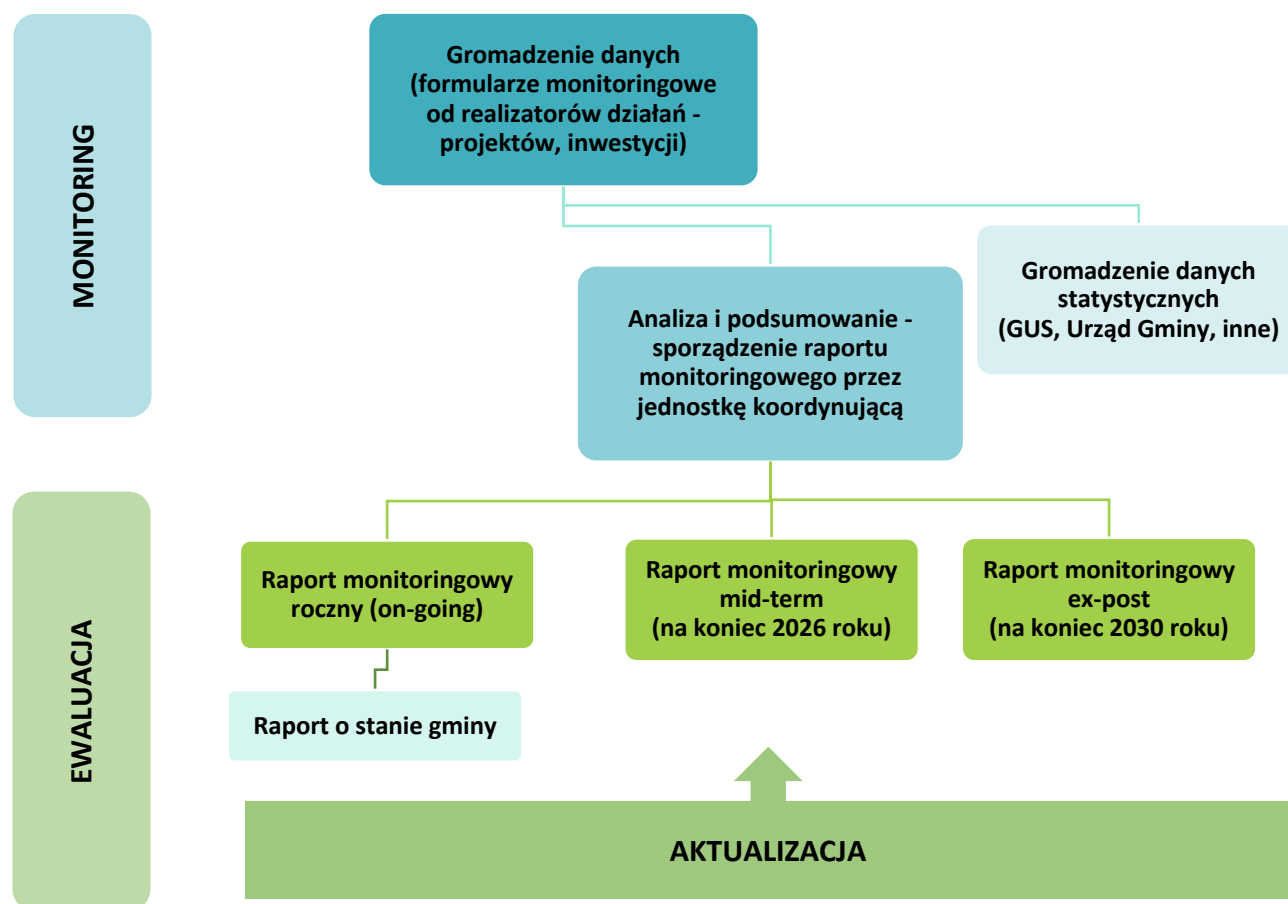 MONITORING
Gromadzenie danych
(formularze monitoringowe
od realizatorów działań -
projektów, inwestycji)
Gromadzenie danych
statystycznych
(GUS, Urząd Gminy, inne)
Analiza i podsumowanie -
sporządzenie raportu
monitoringowego przez
jednostkę koordynującą
EWALUACJA
Raport monitoringowy
roczny (on-going)
Raport monitoringowy
mid-term
(na koniec 2026 roku)
Raport monitoringowy
ex-post
(na koniec 2030 roku)
Raport o stanie gminy
AKTUALIZACJA